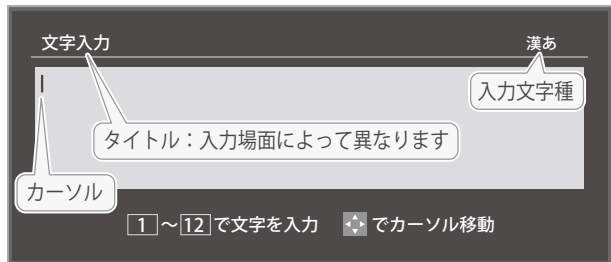 文字入力
漢あ
入力文字種
タイトル：入力場面によって異なります
カーソル
1～12で文字を入力 でカーソル移動